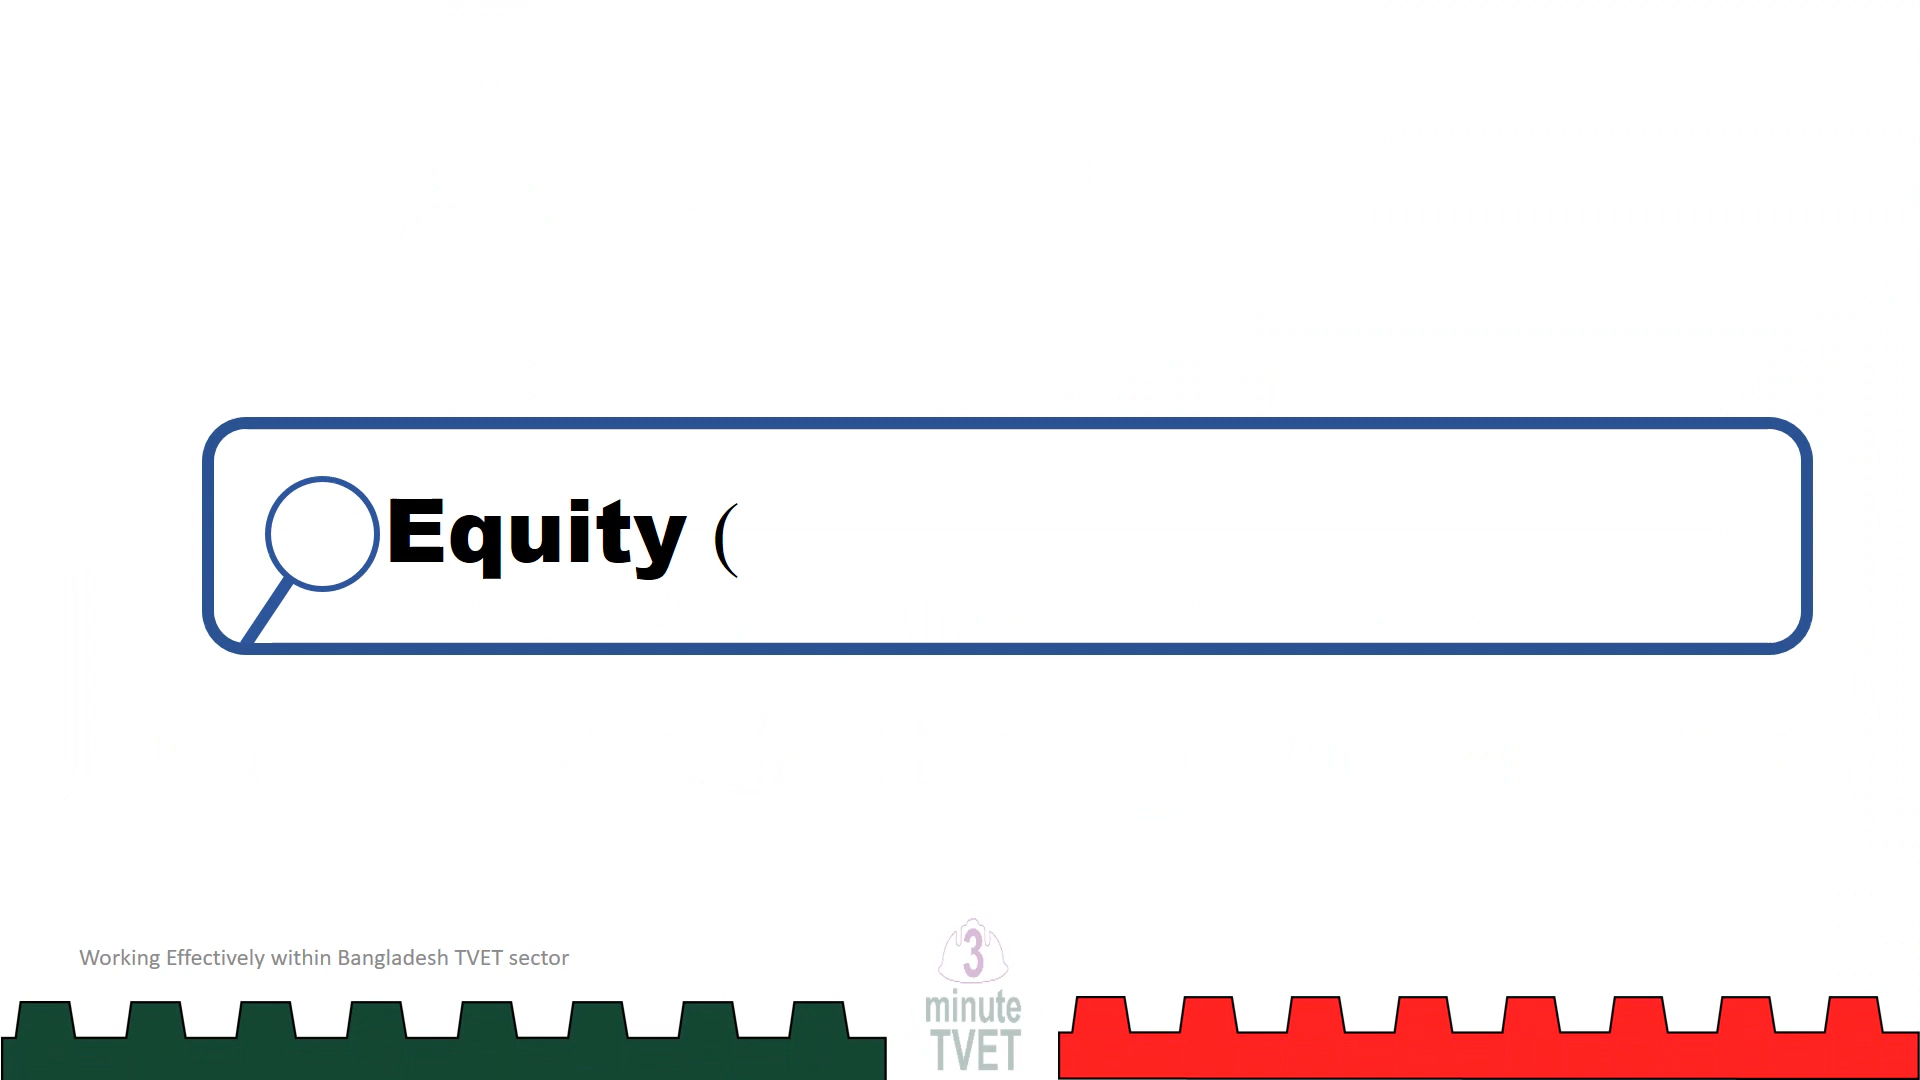 Equity (
Working Effectively within Bangladesh TVET sector
3
minute
TVET